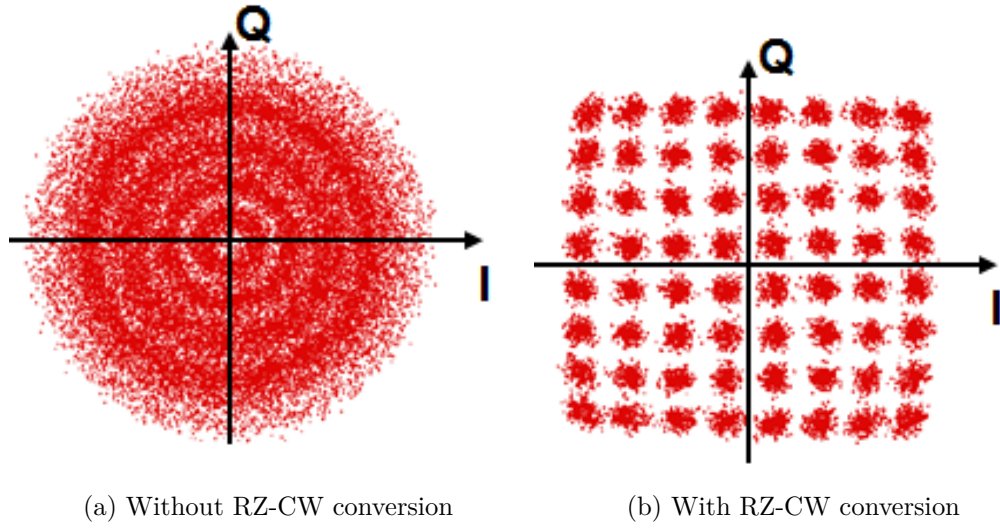 Q
I
Q
I
(a) Without RZ-CW conversion
(b) With RZ-CW conversion